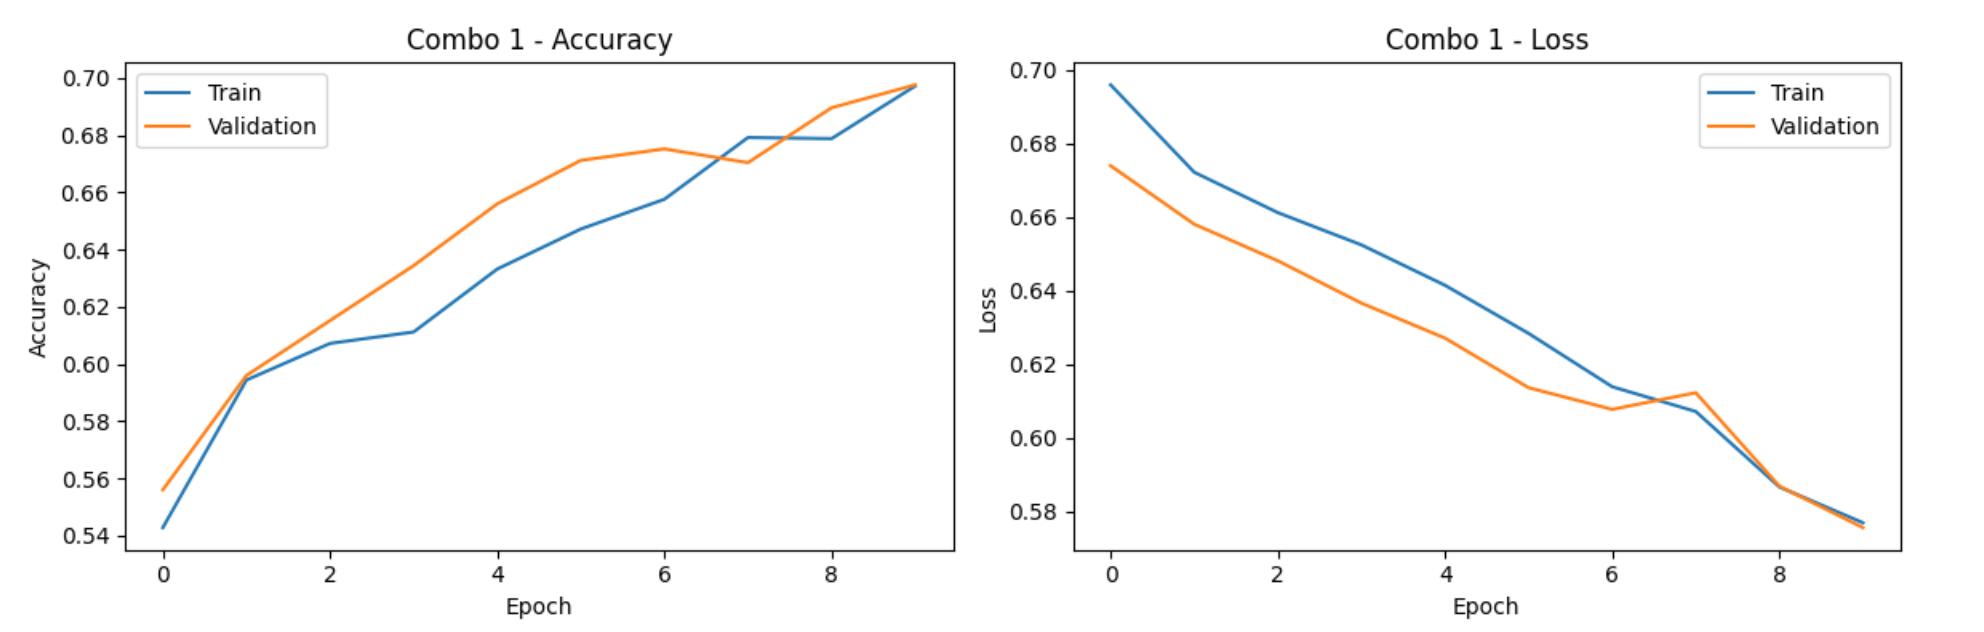 Combo 1 - Accuracy
Train
Validation
0.70
0.68
0.66
0.64
0.62
0.60
0.58
0.56
0.54
Accuracy
0 2 4 6 8
Epoch
Combo 1 - Loss
Train
Validation
0.70
0.68
0.66
0.64
0.62
0.60
0.58
Loss
0 2 4 6 8
Epoch